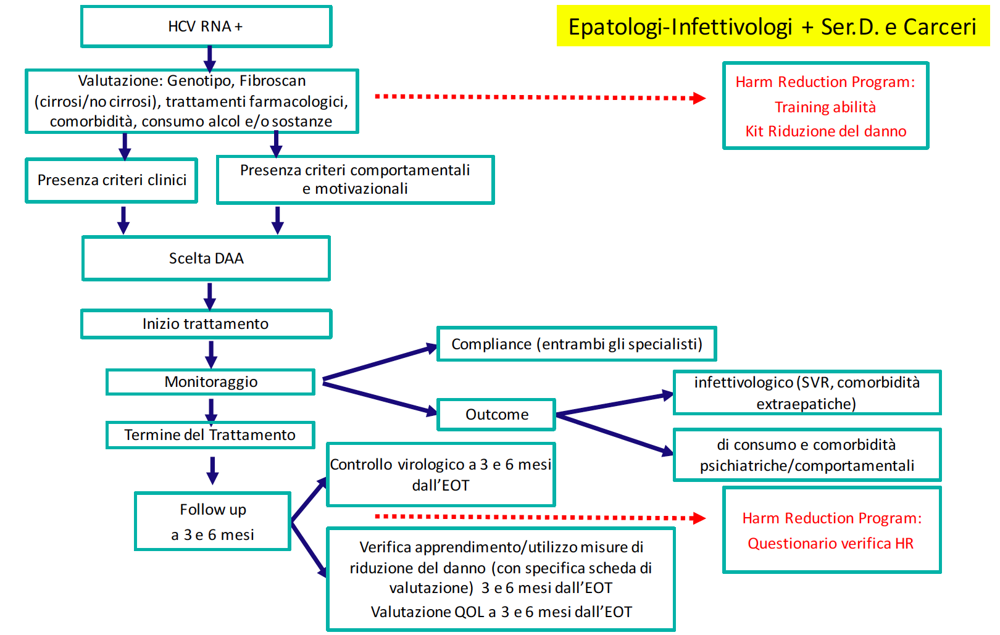 HCV RNA +
Epatologi-Infettivologi + Ser.D. e Carceri
Valutazione: Genotipo, Fibroscan
(cirrosi/no cirrosi), trattamenti farmacologici,
comorbidità, consumo alcol e/o sostanze
Harm Reduction Program:
Training abilità
Kit Riduzione del danno
Presenza criteri clinici
Presenza criteri comportamentali
e motivazionali
Scelta DAA
Inizio trattamento
Compliance (entrambi gli specialisti)
Monitoraggio
Outcome
infettivologico (SVR, comorbidità
extraepatiche)
di consumo e comorbidità
psichiatriche/comportamentali
Termine del Trattamento
Controllo virologico a 3 e 6 mesi
dall’EOT
Follow up
a 3 e 6 mesi
Harm Reduction Program:
Questionario verifica HR
Verifica apprendimento/utilizzo misure di
riduzione del danno (con specifica scheda di
valutazione) 3 e 6 mesi dall’EOT
Valutazione QOL a 3 e 6 mesi dall’EOT